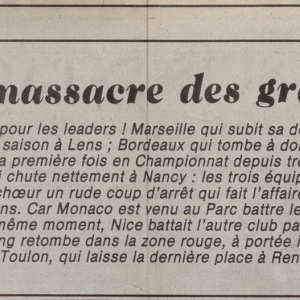 massacre des gr
pour les leaders ! Marseille qui subit sa de
saison à Lens ; Bordeaux qui tombe à do
a première fois en Championnat depuis tro
i chute nettement à Nancy : les trois équip
chœur un rude coup d'arrêt qui fait l'affaire
ns. Car Monaco est venu au Parc battre le
même moment, Nice battait l'autre club pa
ng retombe dans la zone rouge, à portée
Toulon, qui laisse la dernière place à Ren